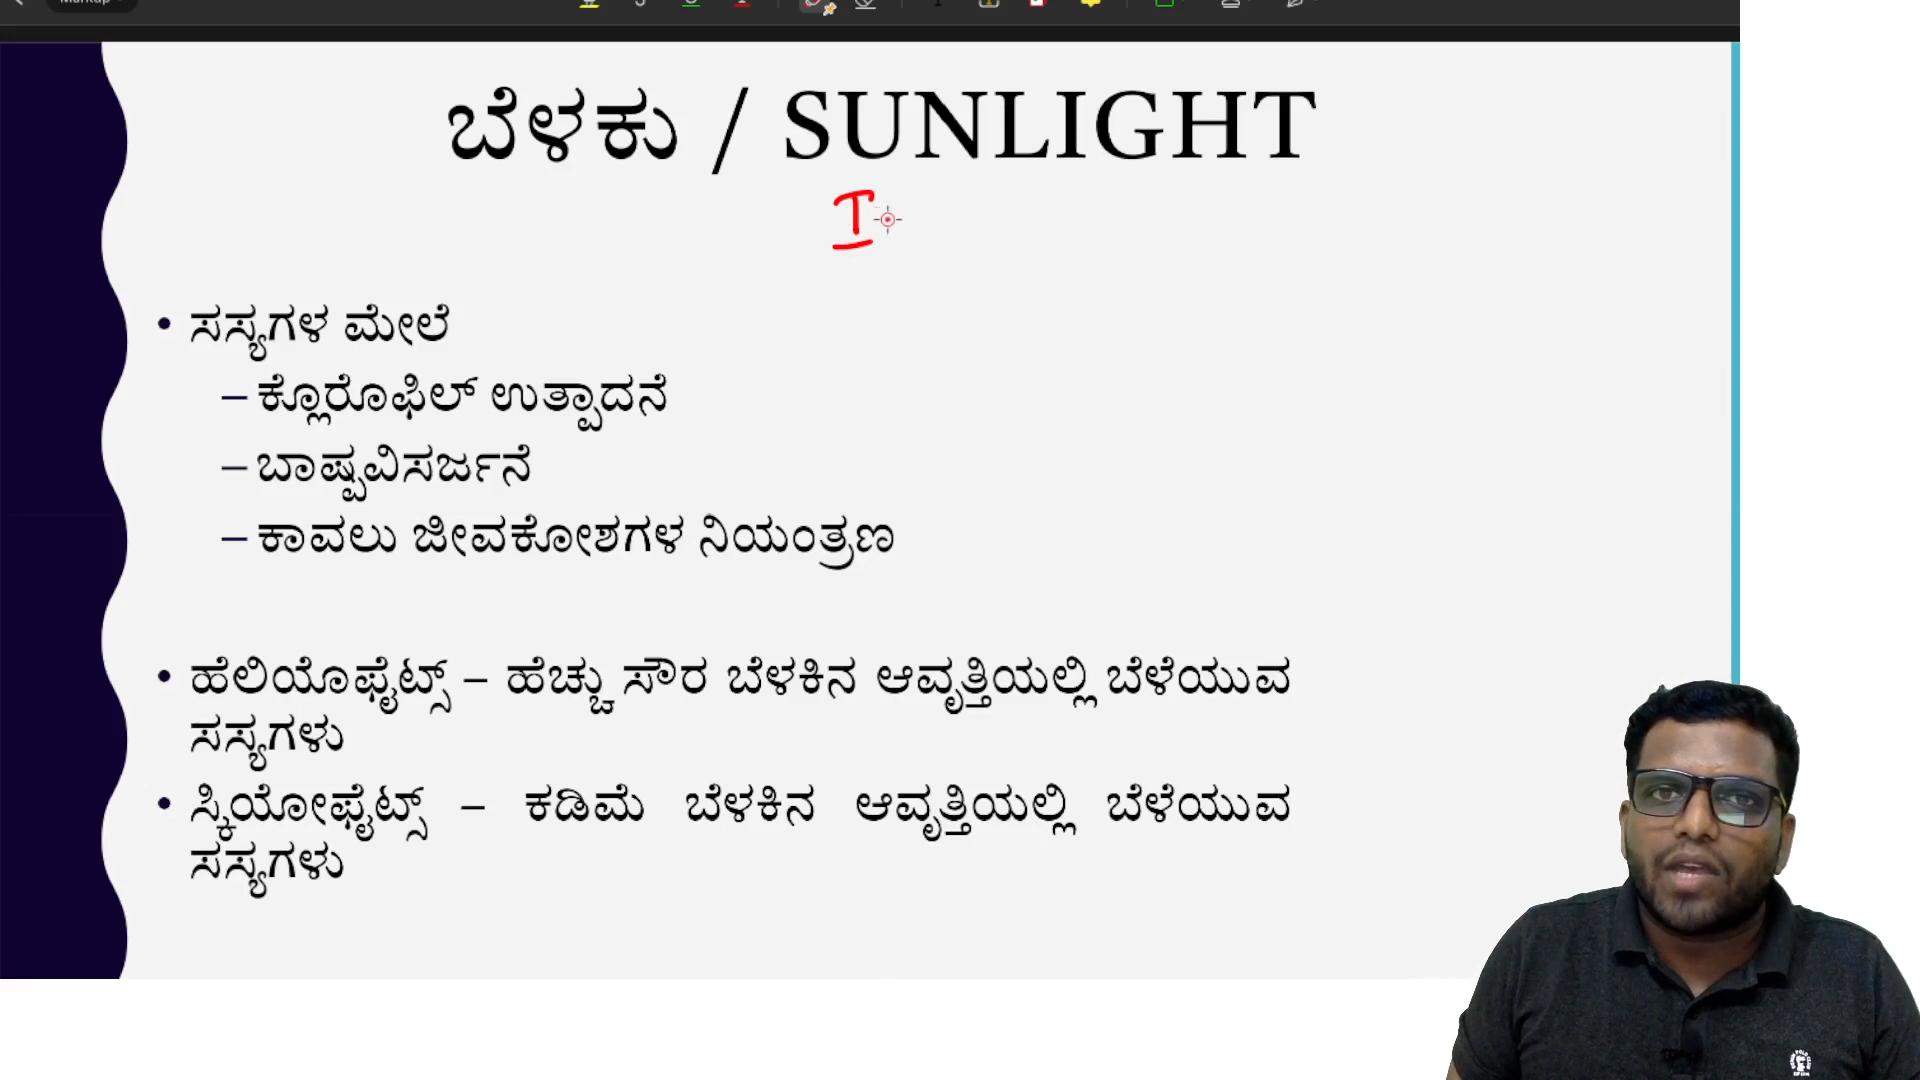 Markup
ಬೆಳಕು / SUNLIGHT
I
• ಸಸ್ಯಗಳ ಮೇಲೆ
– ಕ್ಲೊರೊಫಿಲ್ ಉತ್ಪಾದನೆ
– ಬಾಷ್ಪವಿಸರ್ಜನೆ
– ಕಾವಲು ಜೀವಕೋಶಗಳ ನಿಯಂತ್ರಣ
• ಹೆಲಿಯೊಫೈಟ್ಸ್ – ಹೆಚ್ಚು ಸೌರ ಬೆಳಕಿನ ಆವೃತ್ತಿಯಲ್ಲಿ ಬೆಳೆಯುವ
ಸಸ್ಯಗಳು
• ಸ್ಕಿಯೋಫೈಟ್ಸ್ – ಕಡಿಮೆ ಬೆಳಕಿನ ಆವೃತ್ತಿಯಲ್ಲಿ ಬೆಳೆಯುವ
ಸಸ್ಯಗಳು